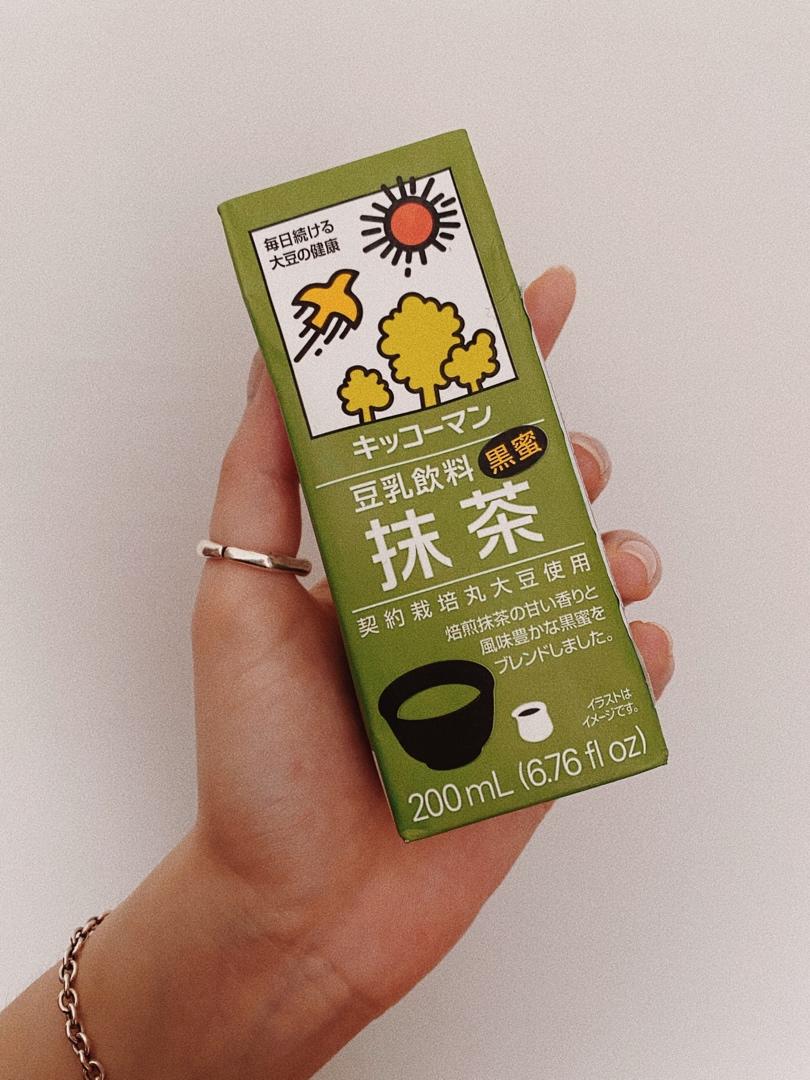 毎日続ける
大豆の健康
キッコーマン
豆乳飲料 黒蜜
抹茶
契約栽培丸大豆使用
焙煎抹茶の甘い香りと
風味豊かな黒蜜を
ブレンドしました。
イラストは
イメージです。
200mL (6.76 fl oz)